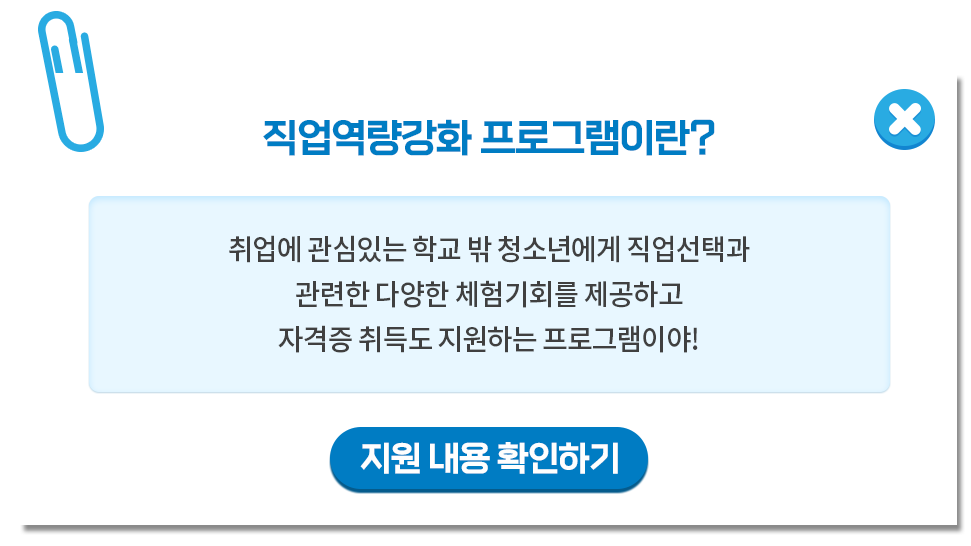 직업역량강화 프로그램이란?
취업에 관심있는 학교 밖 청소년에게 직업선택과
관련한 다양한 체험기회를 제공하고
자격증 취득도 지원하는 프로그램이야!
지원 내용 확인하기